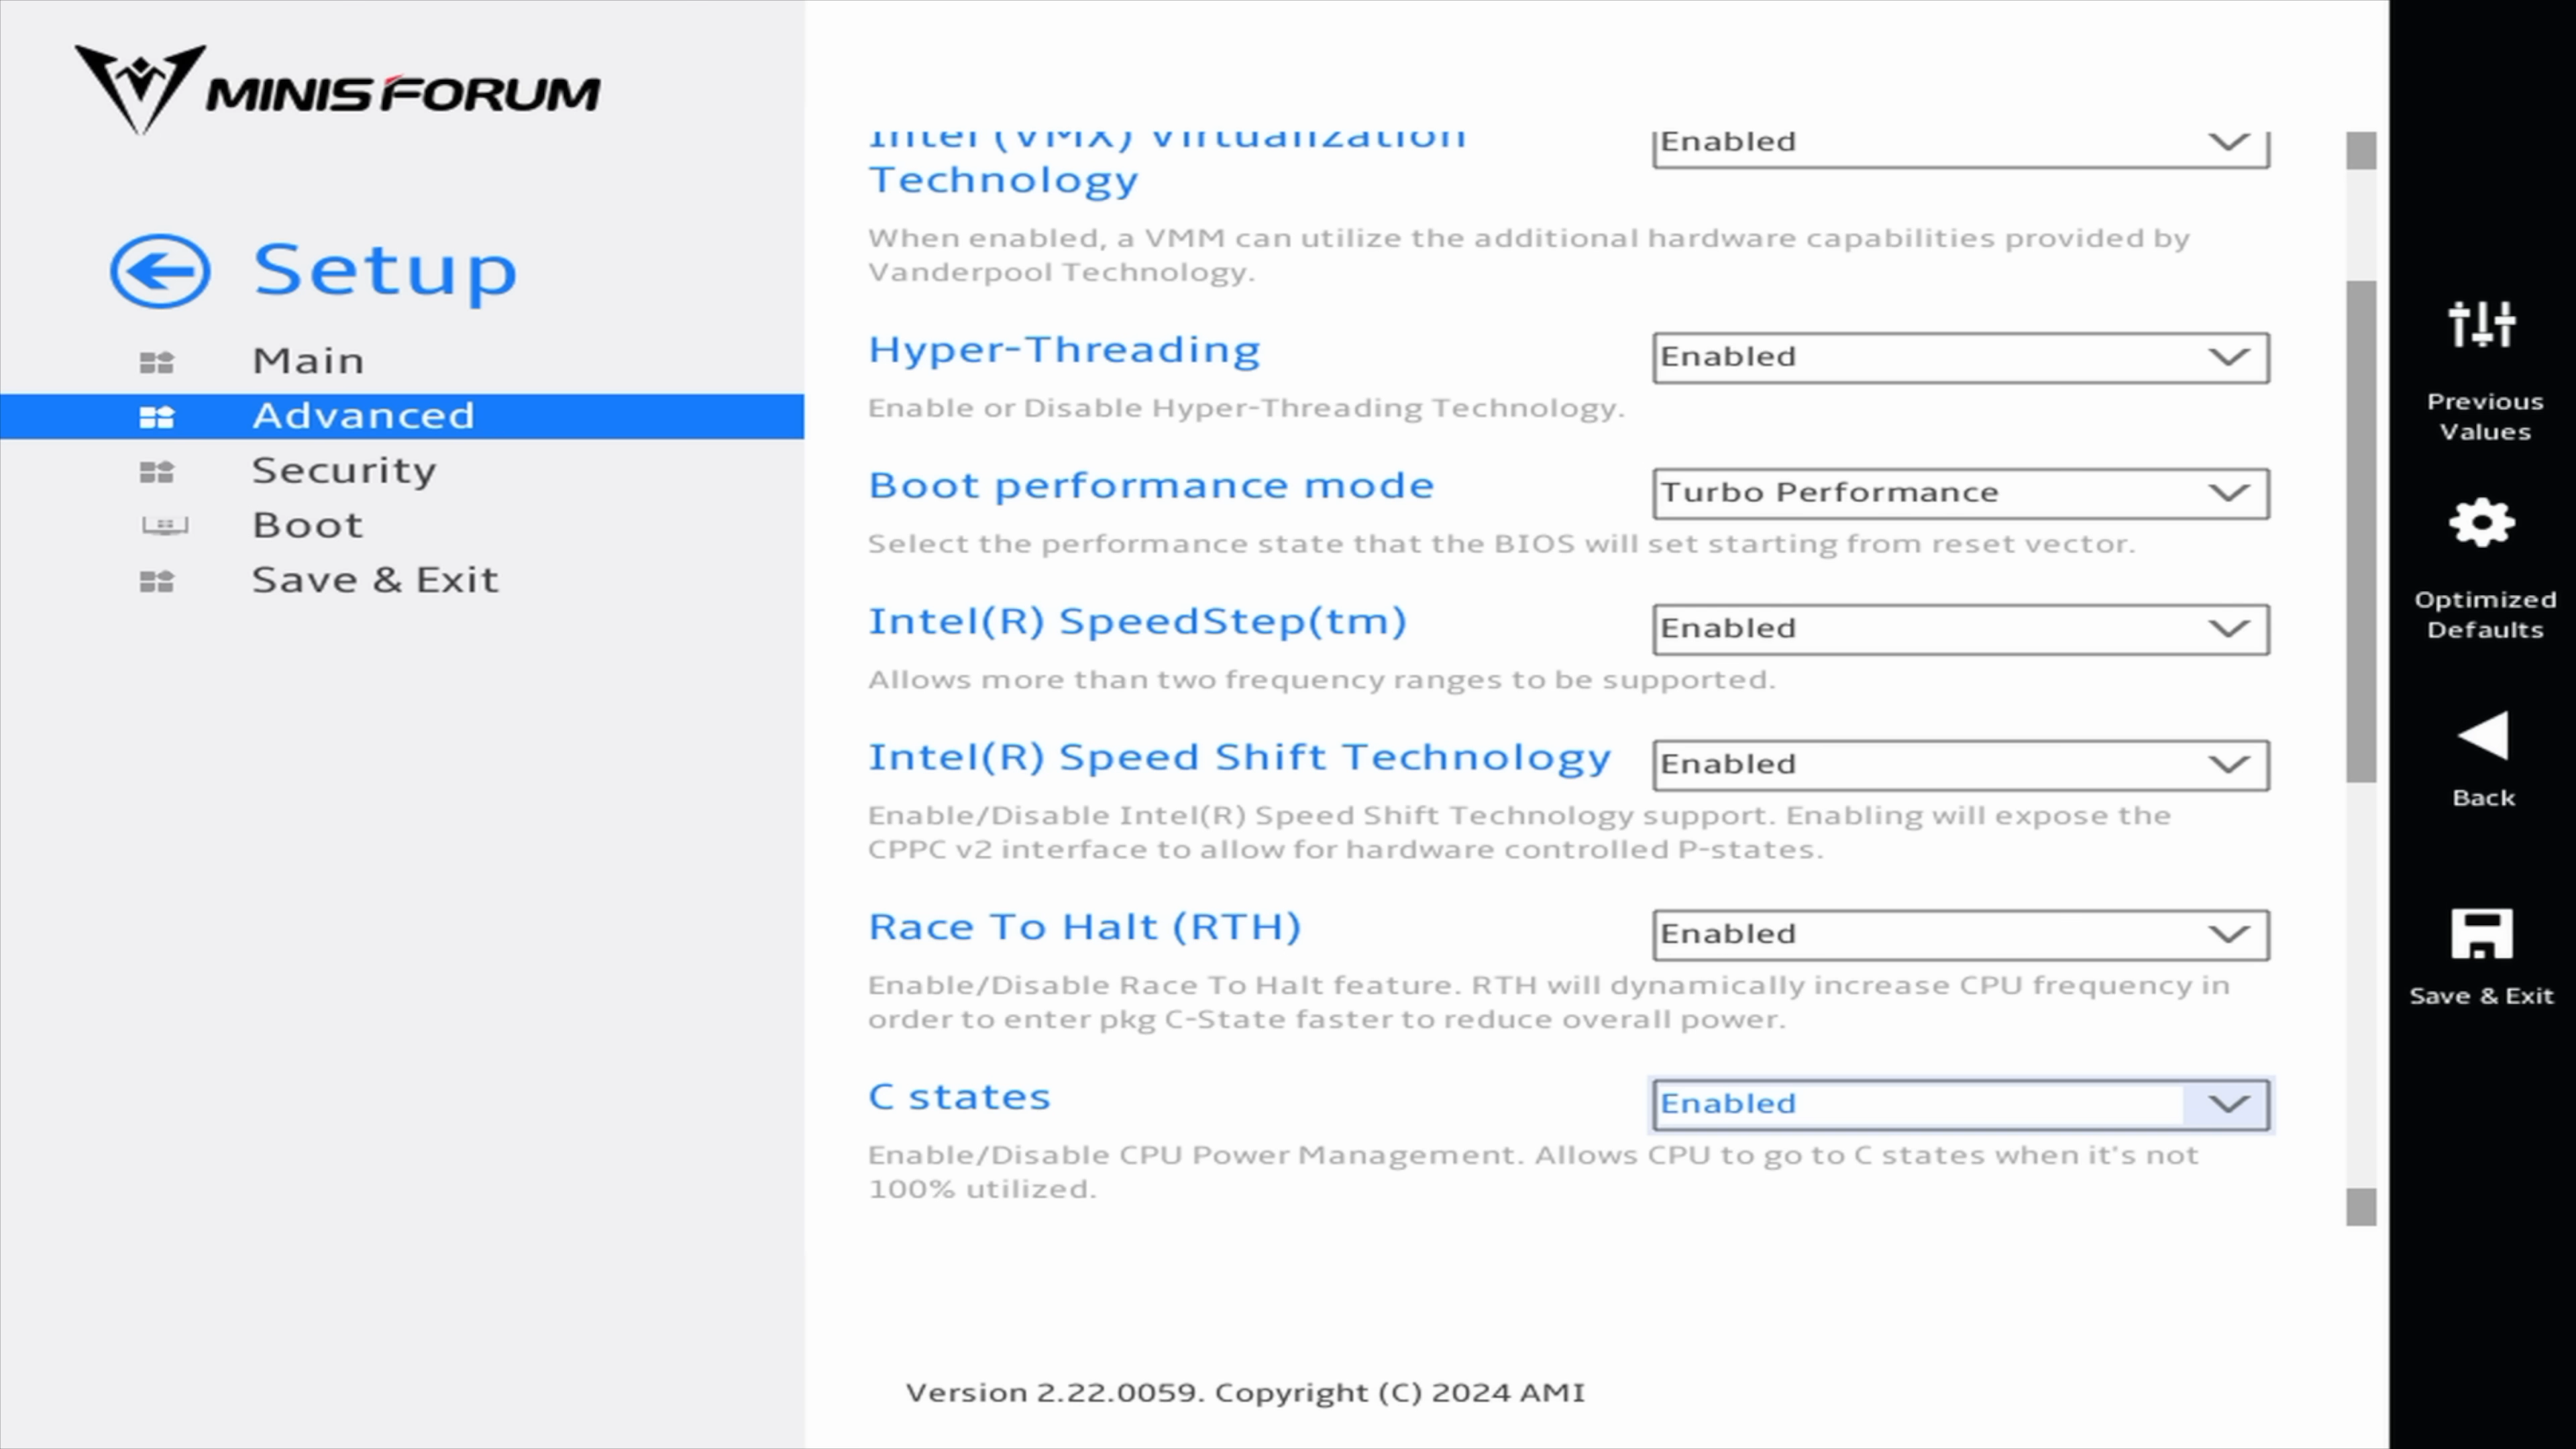 MINISFORUM
Setup
Main
Advanced
Security
Boot
Save & Exit
Intel (VMX) Virtualization
Technology
Enabled
When enabled, a VMM can utilize the additional hardware capabilities provided by
Vanderpool Technology.
Hyper-Threading
Enabled
Enable or Disable Hyper-Threading Technology.
Boot performance mode
Turbo Performance
Select the performance state that the BIOS will set starting from reset vector.
Intel(R) SpeedStep(tm)
Enabled
Allows more than two frequency ranges to be supported.
Intel(R) Speed Shift Technology
Enabled
Enable/Disable Intel(R) Speed Shift Technology support. Enabling will expose the
CPPC v2 interface to allow for hardware controlled P-states.
Race To Halt (RTH)
Enabled
Enable/Disable Race To Halt feature. RTH will dynamically increase CPU frequency in
order to enter pkg C-State faster to reduce overall power.
C states
Enabled
Enable/Disable CPU Power Management. Allows CPU to go to C states when it's not
100% utilized.
Version 2.22.0059. Copyright (C) 2024 AMI
Previous
Values
Optimized
Defaults
Back
Save & Exit